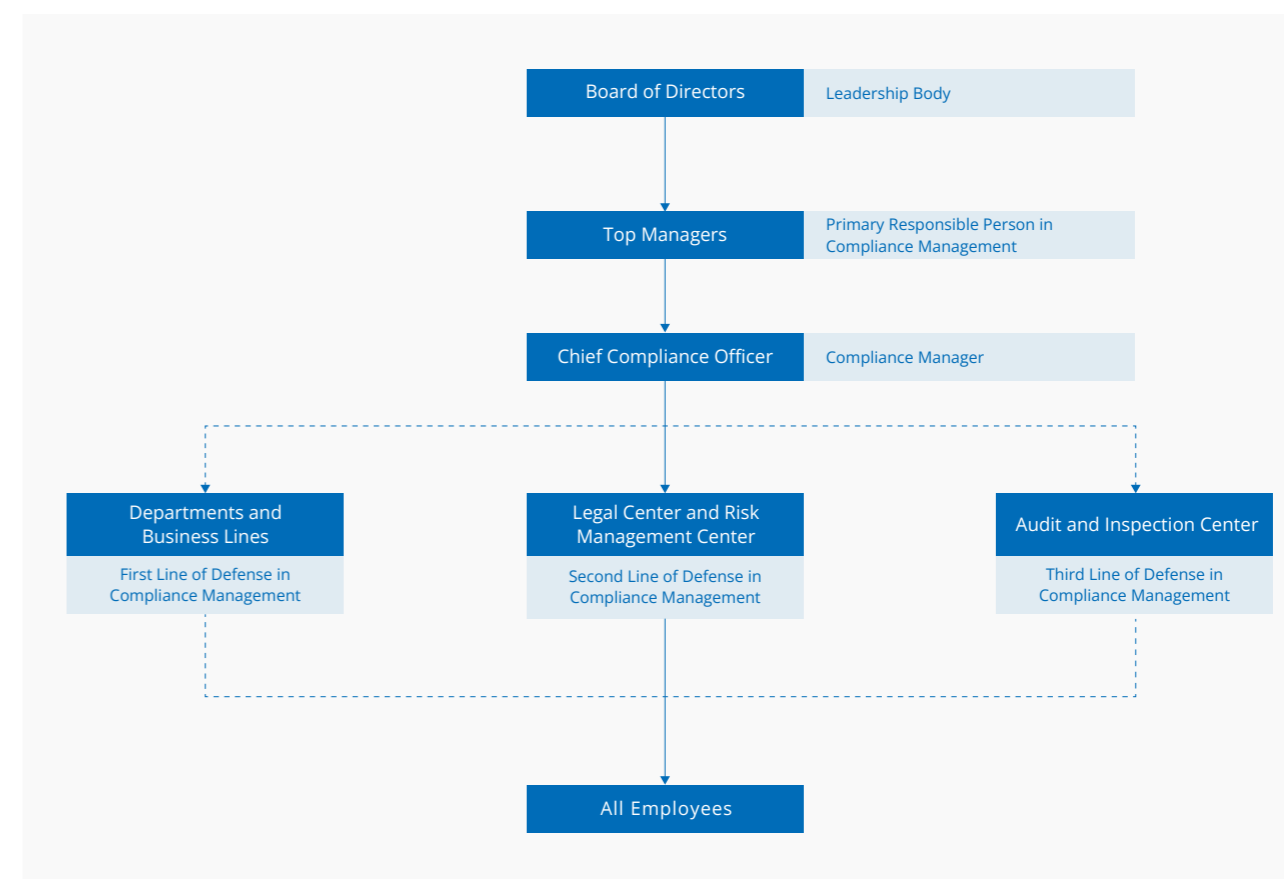 Board of Directors
Leadership Body
Top Managers
Primary Responsible Person in
Compliance Management
Chief Compliance Officer
Compliance Manager
Departments and
Business Lines
First Line of Defense in
Compliance Management
Legal Center and Risk
Management Center
Second Line of Defense in
Compliance Management
Audit and Inspection Center
Third Line of Defense in
Compliance Management
All Employees